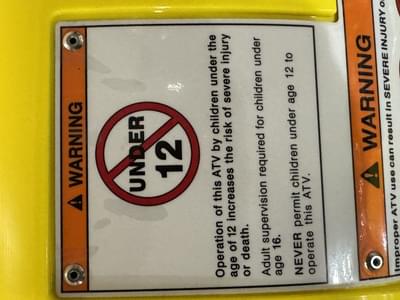 WARNING
UNDER
12
Operation of this ATV by children under the
age of 12 increases the risk of severe injury
or death.
Adult supervision required for children under
age 16.
NEVER permit children under age 12 to
operate this ATV.
WARNING
Improper ATV use can result in SEVERE INJURY